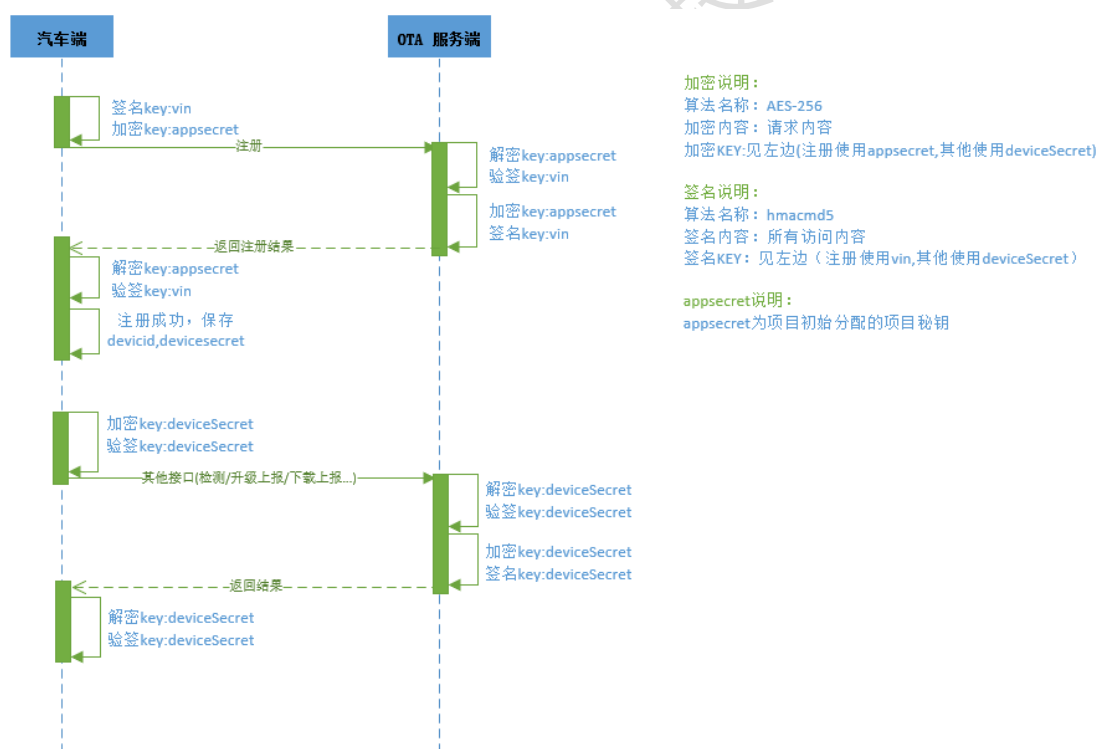 汽车端
OTA 服务端
签名key:vin
加密key:appsecret
注册
解密key:appsecret
验签key:vin
加密key:appsecret
签名key:vin
返回注册结果
解密key:appsecret
验签key:vin
注册成功，保存
devicid,devicesecret
加密key:deviceSecret
验签key:deviceSecret
其他接口(检测/升级上报/下载上报...)
解密key:deviceSecret
验签key:deviceSecret
加密key:deviceSecret
签名key:deviceSecret
返回结果
解密key:deviceSecret
验签key:deviceSecret
加密说明：
算法名称：AES-256
加密内容：请求内容
加密KEY:见左边(注册使用appsecret,其他使用deviceSecret)
签名说明：
算法名称：hmacmd5
签名内容：所有访问内容
签名KEY：见左边（注册使用vin,其他使用deviceSecret）
appsecret说明：
appsecret为项目初始分配的项目秘钥